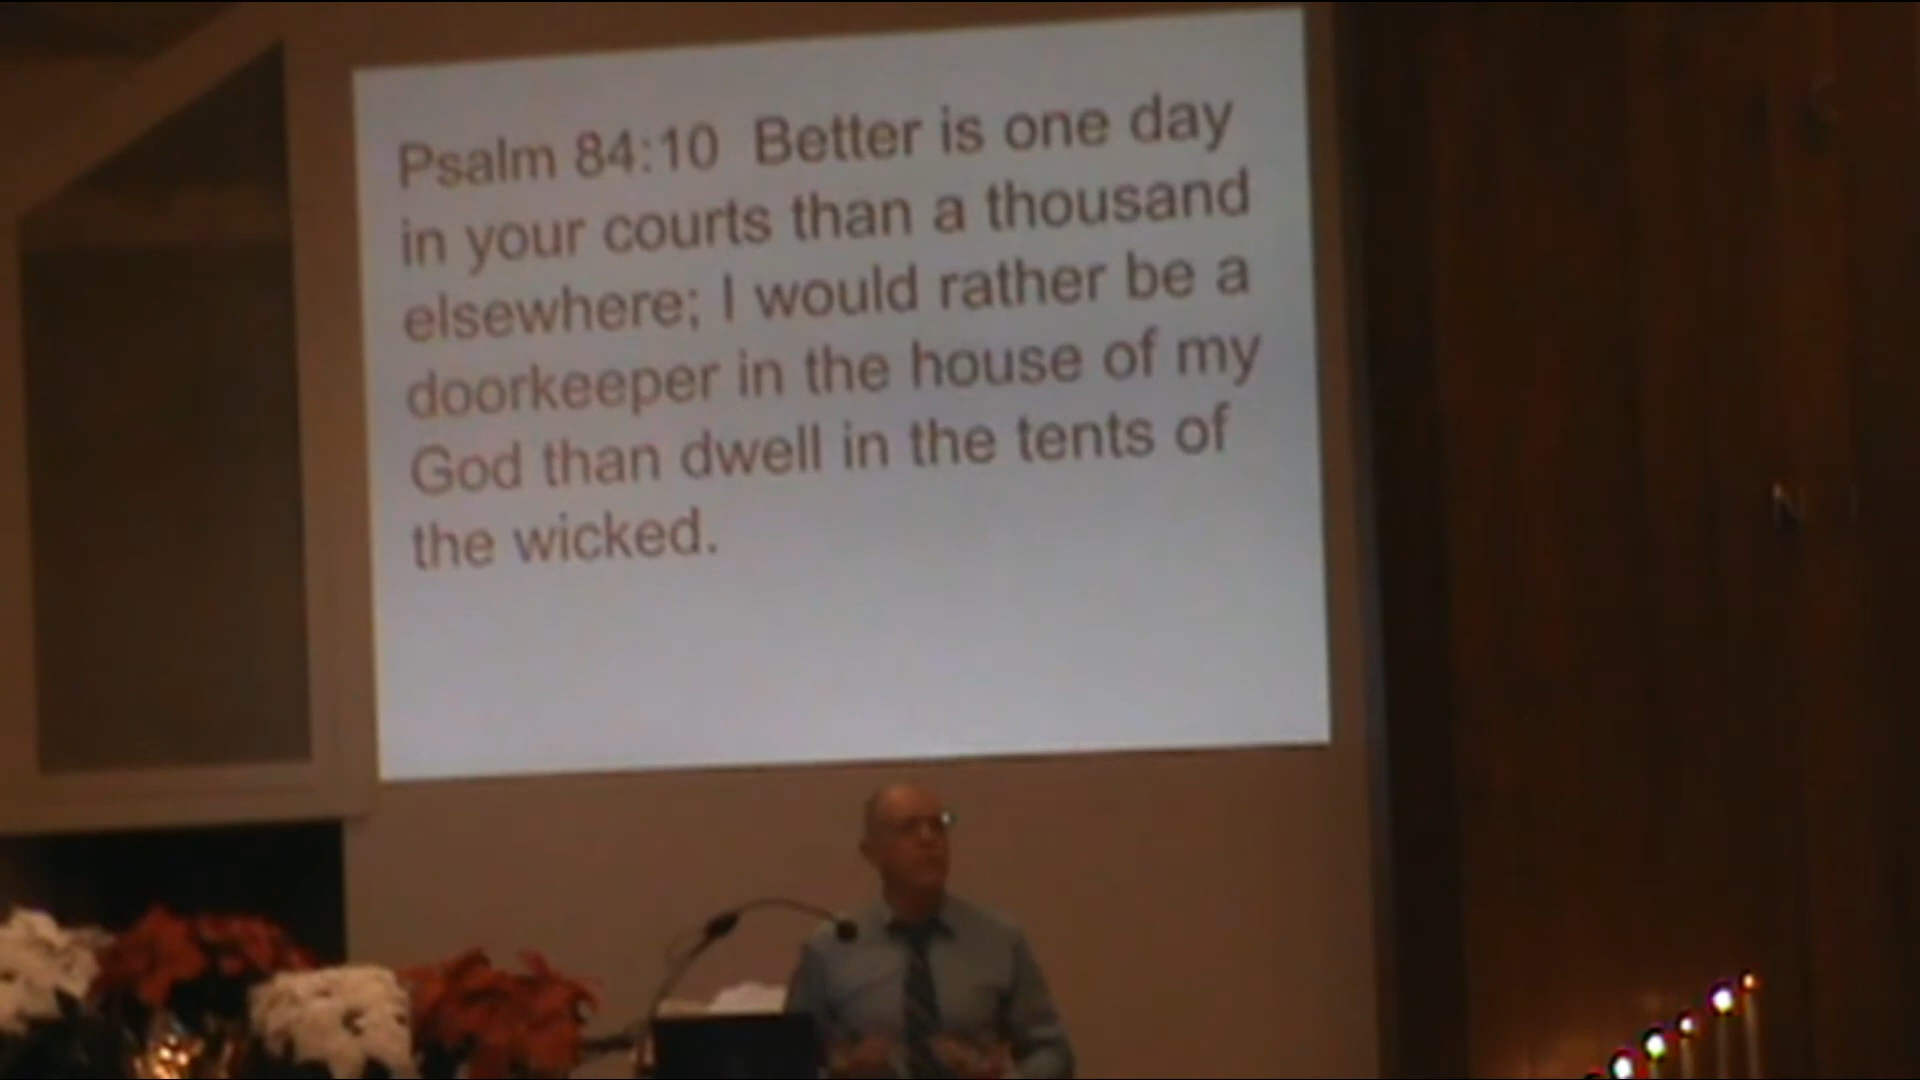 Psalm 84:10  Better is one day
in your courts than a thousand
elsewhere; I would rather be a
doorkeeper in the house of my
God than dwell in the tents of
the wicked.